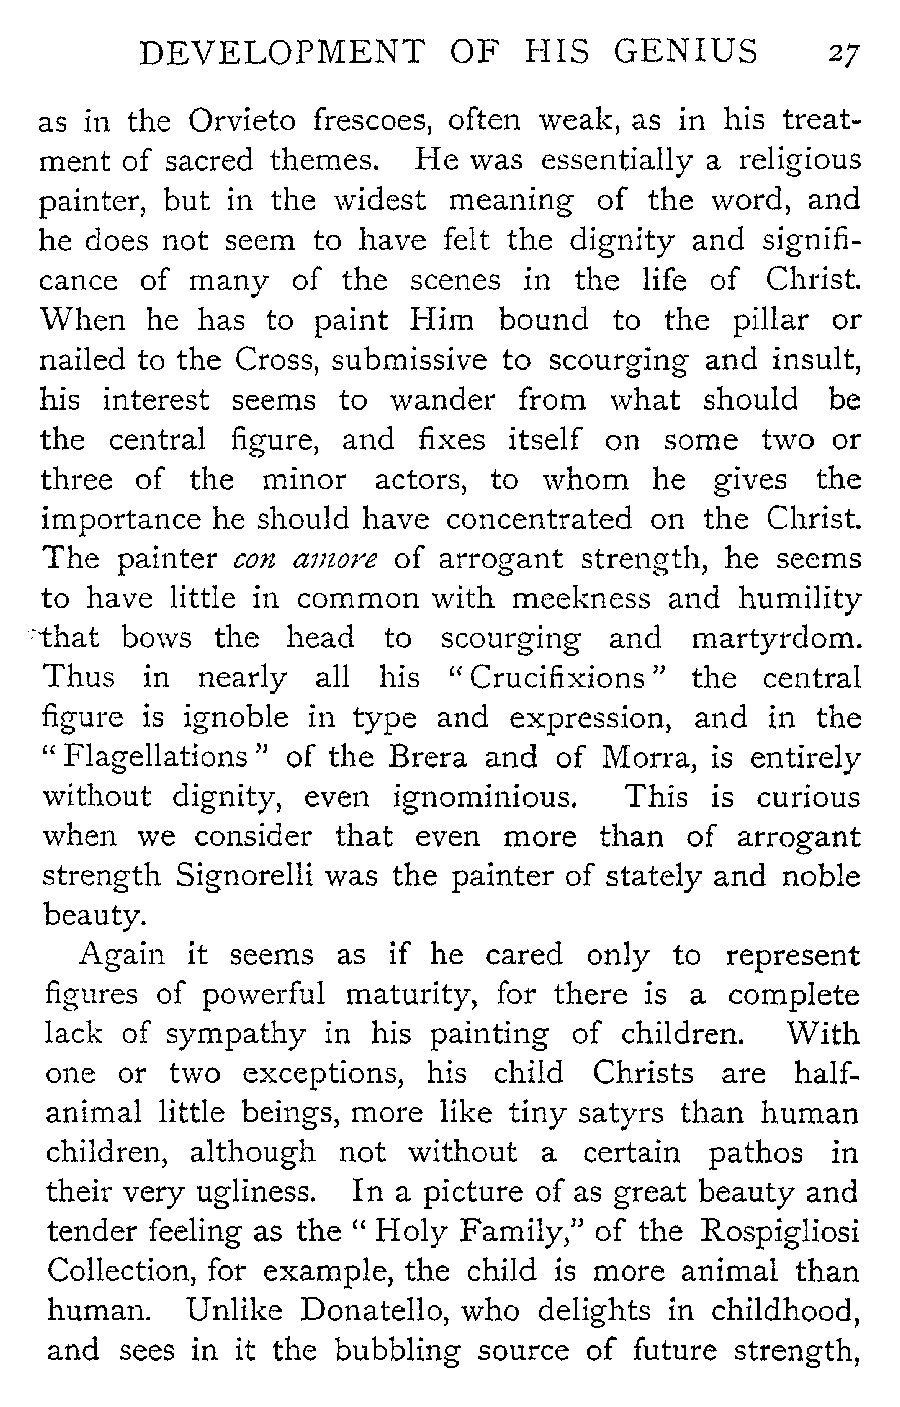 DEVELOPMENT OF HIS GENIUS 27
as in the Orvieto frescoes, often weak, as in his treat-
ment of sacred themes. He was essentially a religious
painter, but in the widest meaning of the word, and
he does not seem to have felt the dignity and signifi-
cance of many of the scenes in the life of Christ.
When he has to paint Him bound to the pillar or
nailed to the Cross, submissive to scourging and insult,
his interest seems to wander from what should be
the central figure, and fixes itself on some two or
three of the minor actors, to whom he gives the
importance he should have concentrated on the Christ.
The painter con amore of arrogant strength, he seems
to have little in common with meekness and humility
that bows the head to scourging and martyrdom.
Thus in nearly all his “Crucifixions” the central
figure is ignoble in type and expression, and in the
“Flagellations” of the Brera and of Morra, is entirely
without dignity, even ignominious. This is curious
when we consider that even more than of arrogant
strength Signorelli was the painter of stately and noble
beauty.
Again it seems as if he cared only to represent
figures of powerful maturity, for there is a complete
lack of sympathy in his painting of children. With
one or two exceptions, his child Christs are half-
animal little beings, more like tiny satyrs than human
children, although not without a certain pathos in
their very ugliness. In a picture of as great beauty and
tender feeling as the “Holy Family,” of the Rospigliosi
Collection, for example, the child is more animal than
human. Unlike Donatello, who delights in childhood,
and sees in it the bubbling source of future strength,